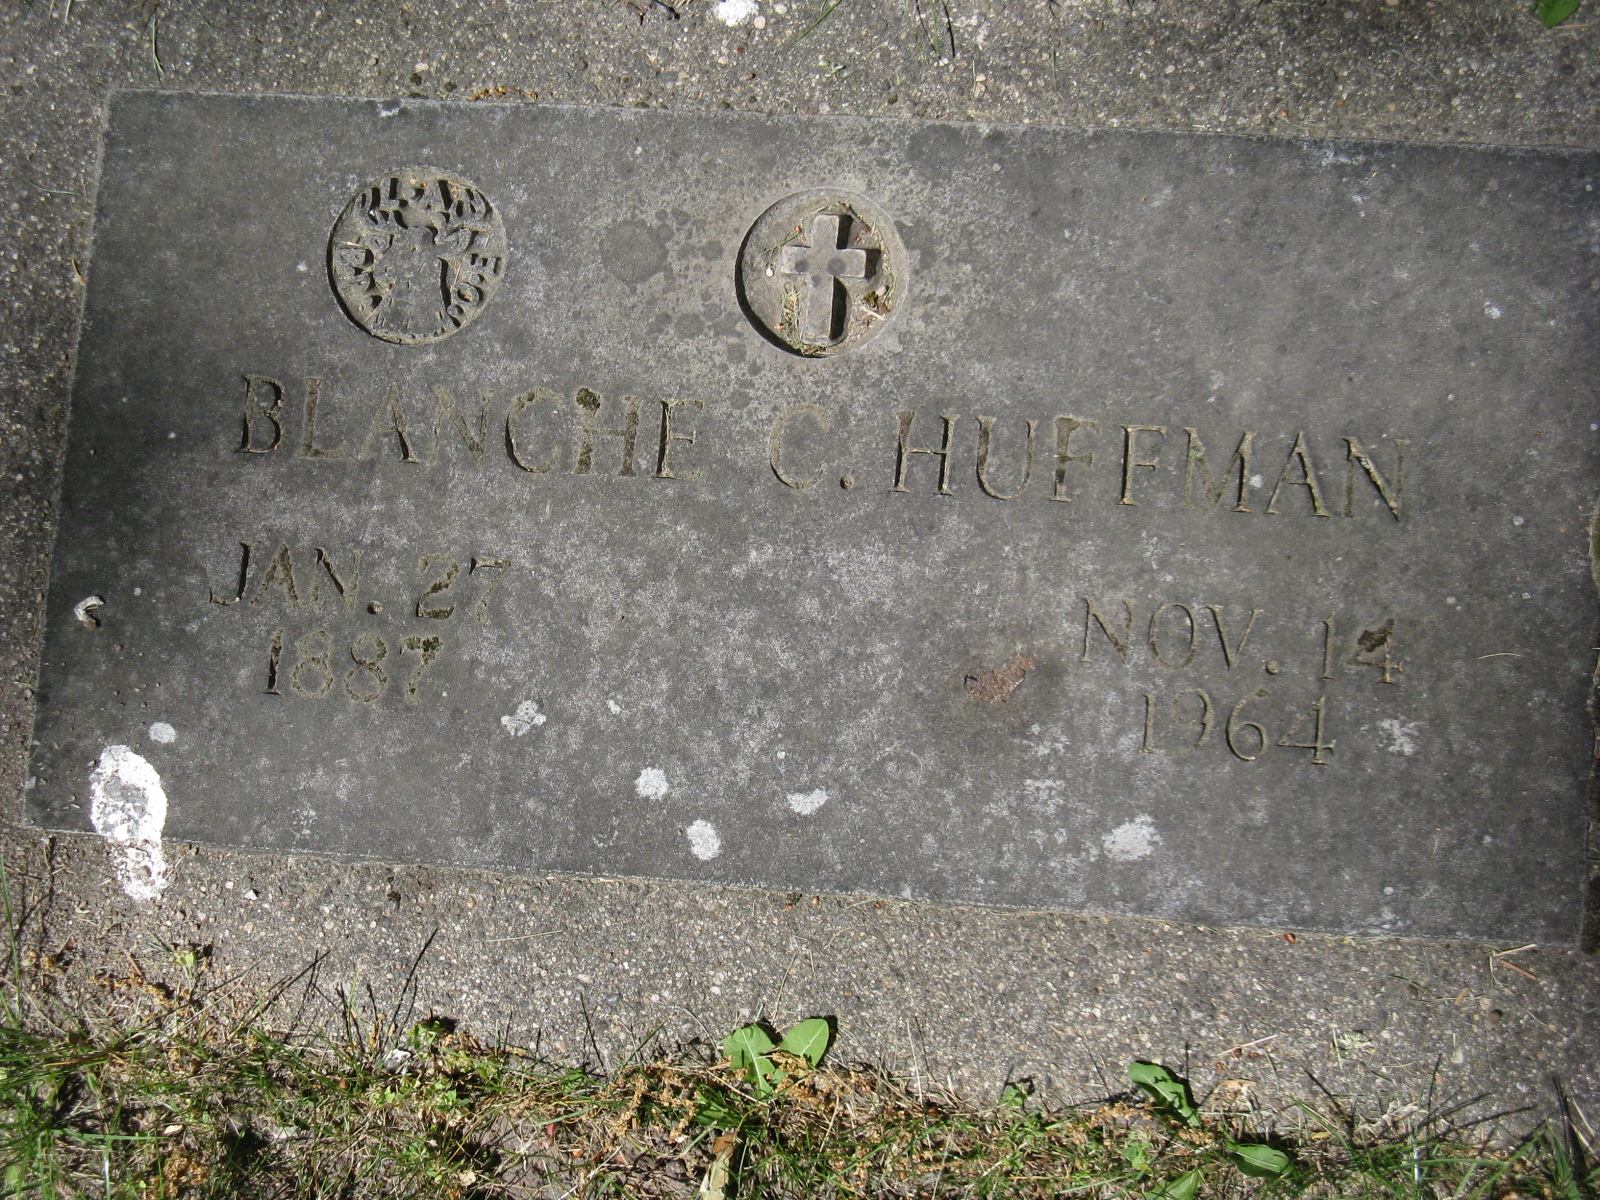 BLANCHE C. HUFFMAN
JAN. 27
1887
NOV. 14
1964